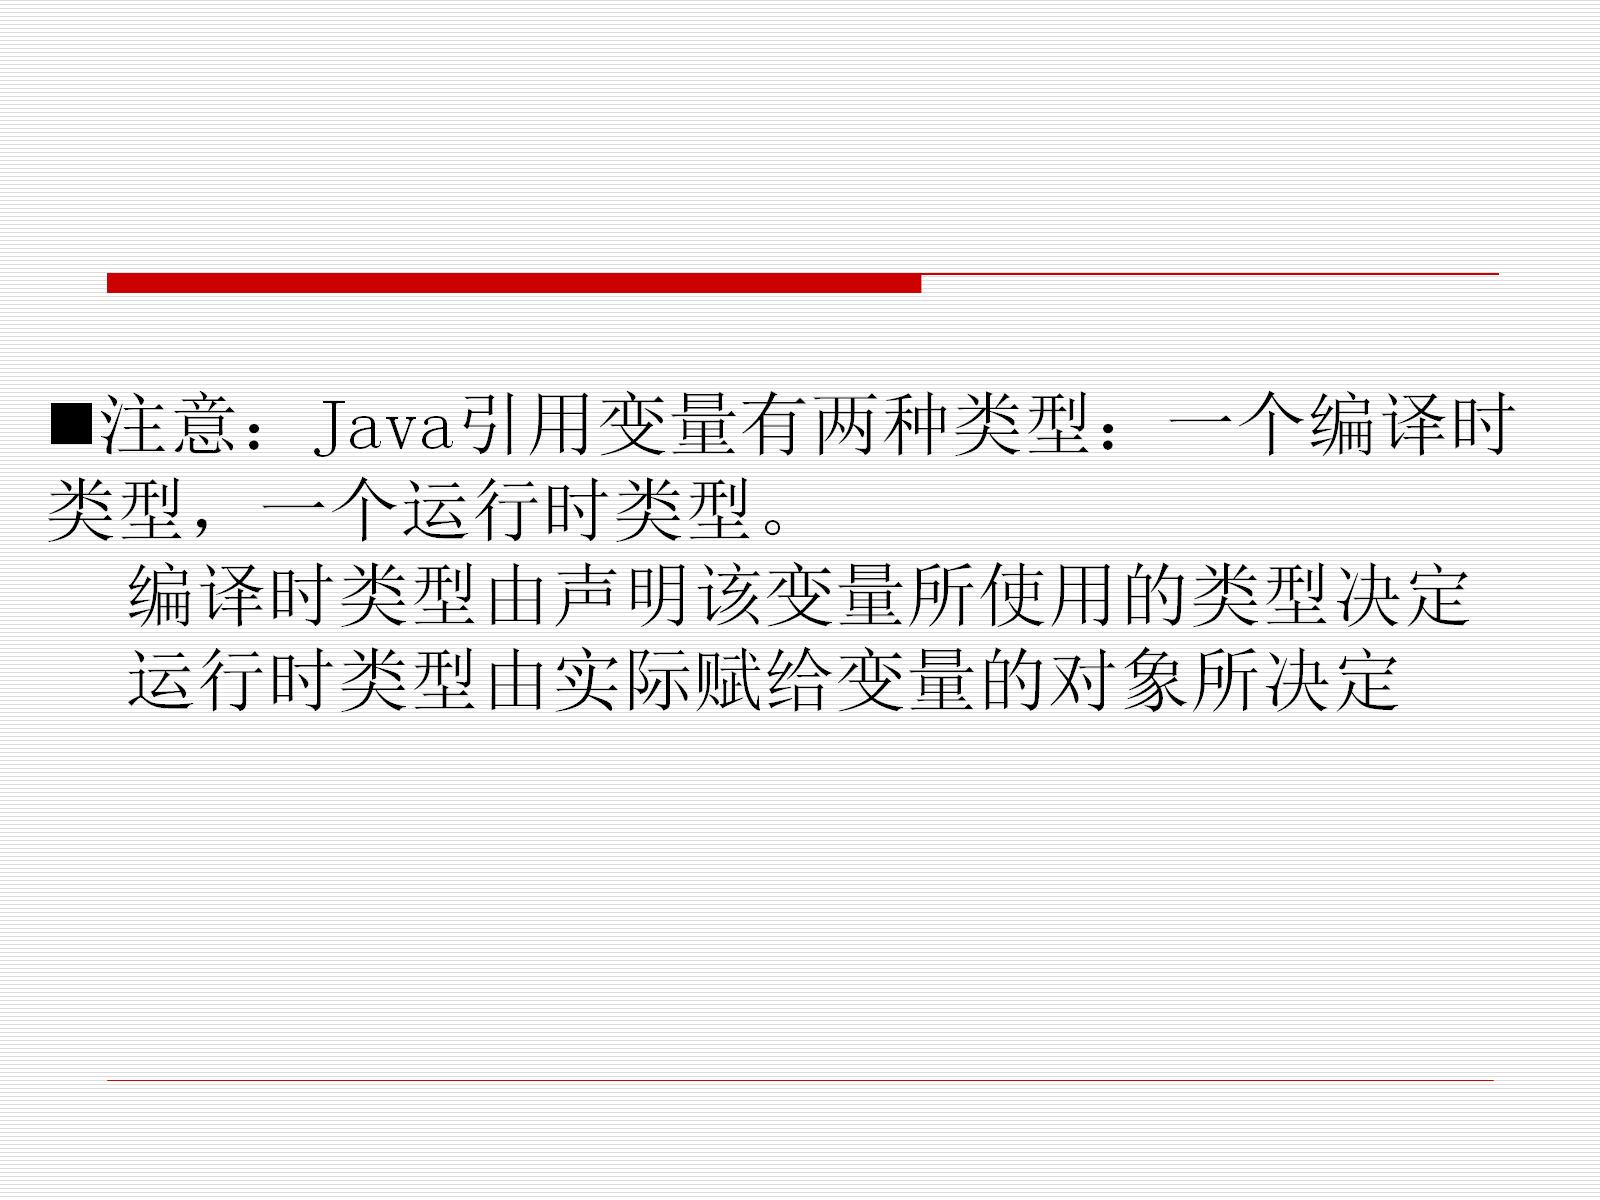 ■注意：Java引用变量有两种类型：一个编译时
类型，一个运行时类型。
编译时类型由声明该变量所使用的类型决定
运行时类型由实际赋给变量的对象所决定